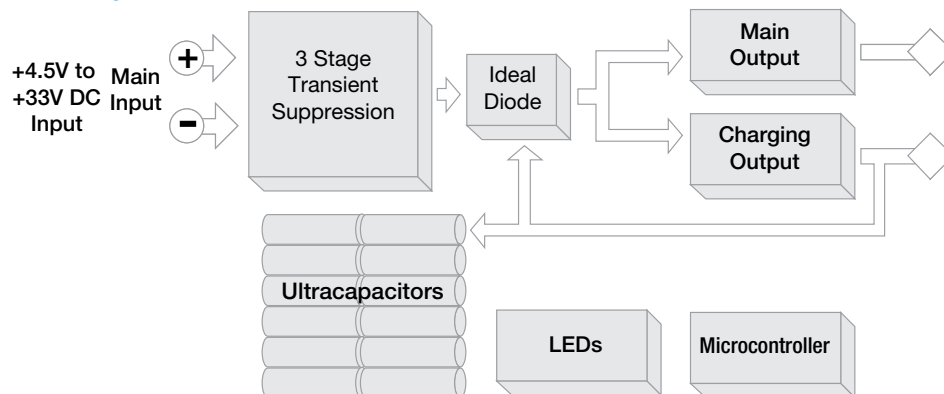 +4.5V to
+33V DC
Input
Main
Input
+
-
3 Stage
Transient
Suppression
Ideal
Diode
Main
Output
Charging
Output
Ultracapacitors
LEDs
Microcontroller